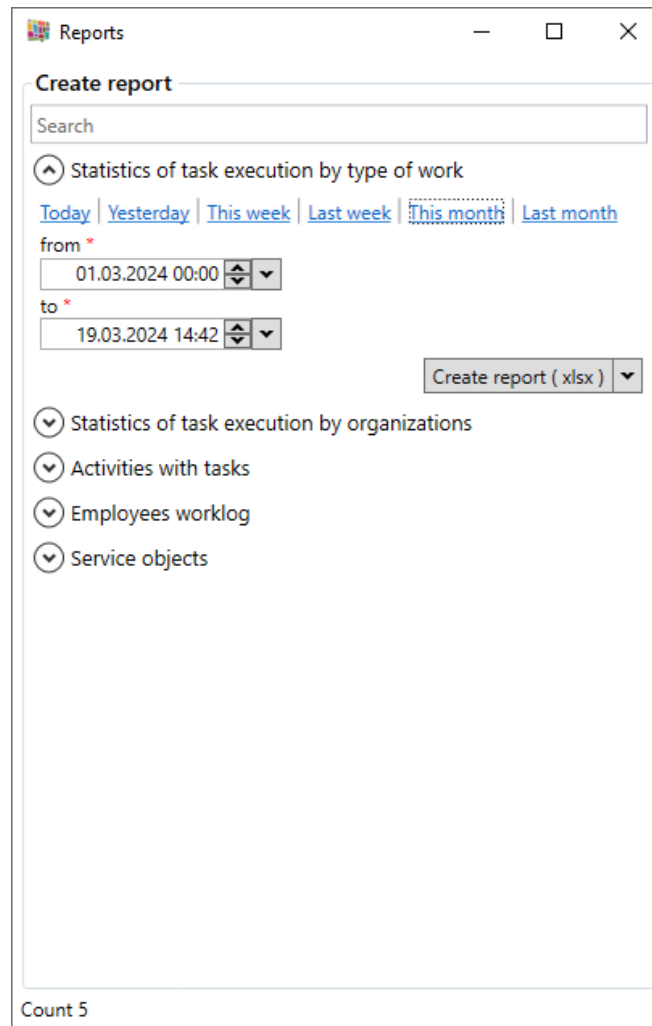 Reports
Create report
Search
Statistics of task execution by type of work
Today Yesterday This week Last week This month Last month
from *
01.03.2024 00:00
to *
19.03.2024 14:42
Create report ( xlsx )
Statistics of task execution by organizations
Activities with tasks
Employees worklog
Service objects
Count 5